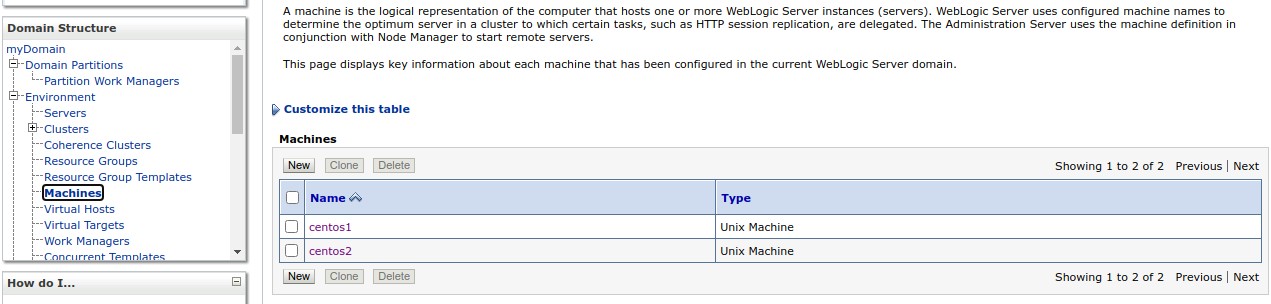 A machine is the logical representation of the computer that hosts one or more WebLogic Server instances (servers). WebLogic Server uses configured machine names to
determine the optimum server in a cluster to which certain tasks, such as HTTP session replication, are delegated. The Administration Server uses the machine definition in
conjunction with Node Manager to start remote servers.
This page displays key information about each machine that has been configured in the current WebLogic Server domain.
Domain Structure
myDomain
Domain Partitions
Partition Work Managers
Environment
Servers
Clusters
Coherence Clusters
Resource Groups
Resource Group Templates
Machines
Virtual Hosts
Virtual Targets
Work Managers
Concurrent Templates
How do I...
Customize this table
Machines
New Clone Delete Showing 1 to 2 of 2 Previous | Next
Name Type
centos1 Unix Machine
centos2 Unix Machine
New Clone Delete Showing 1 to 2 of 2 Previous | Next